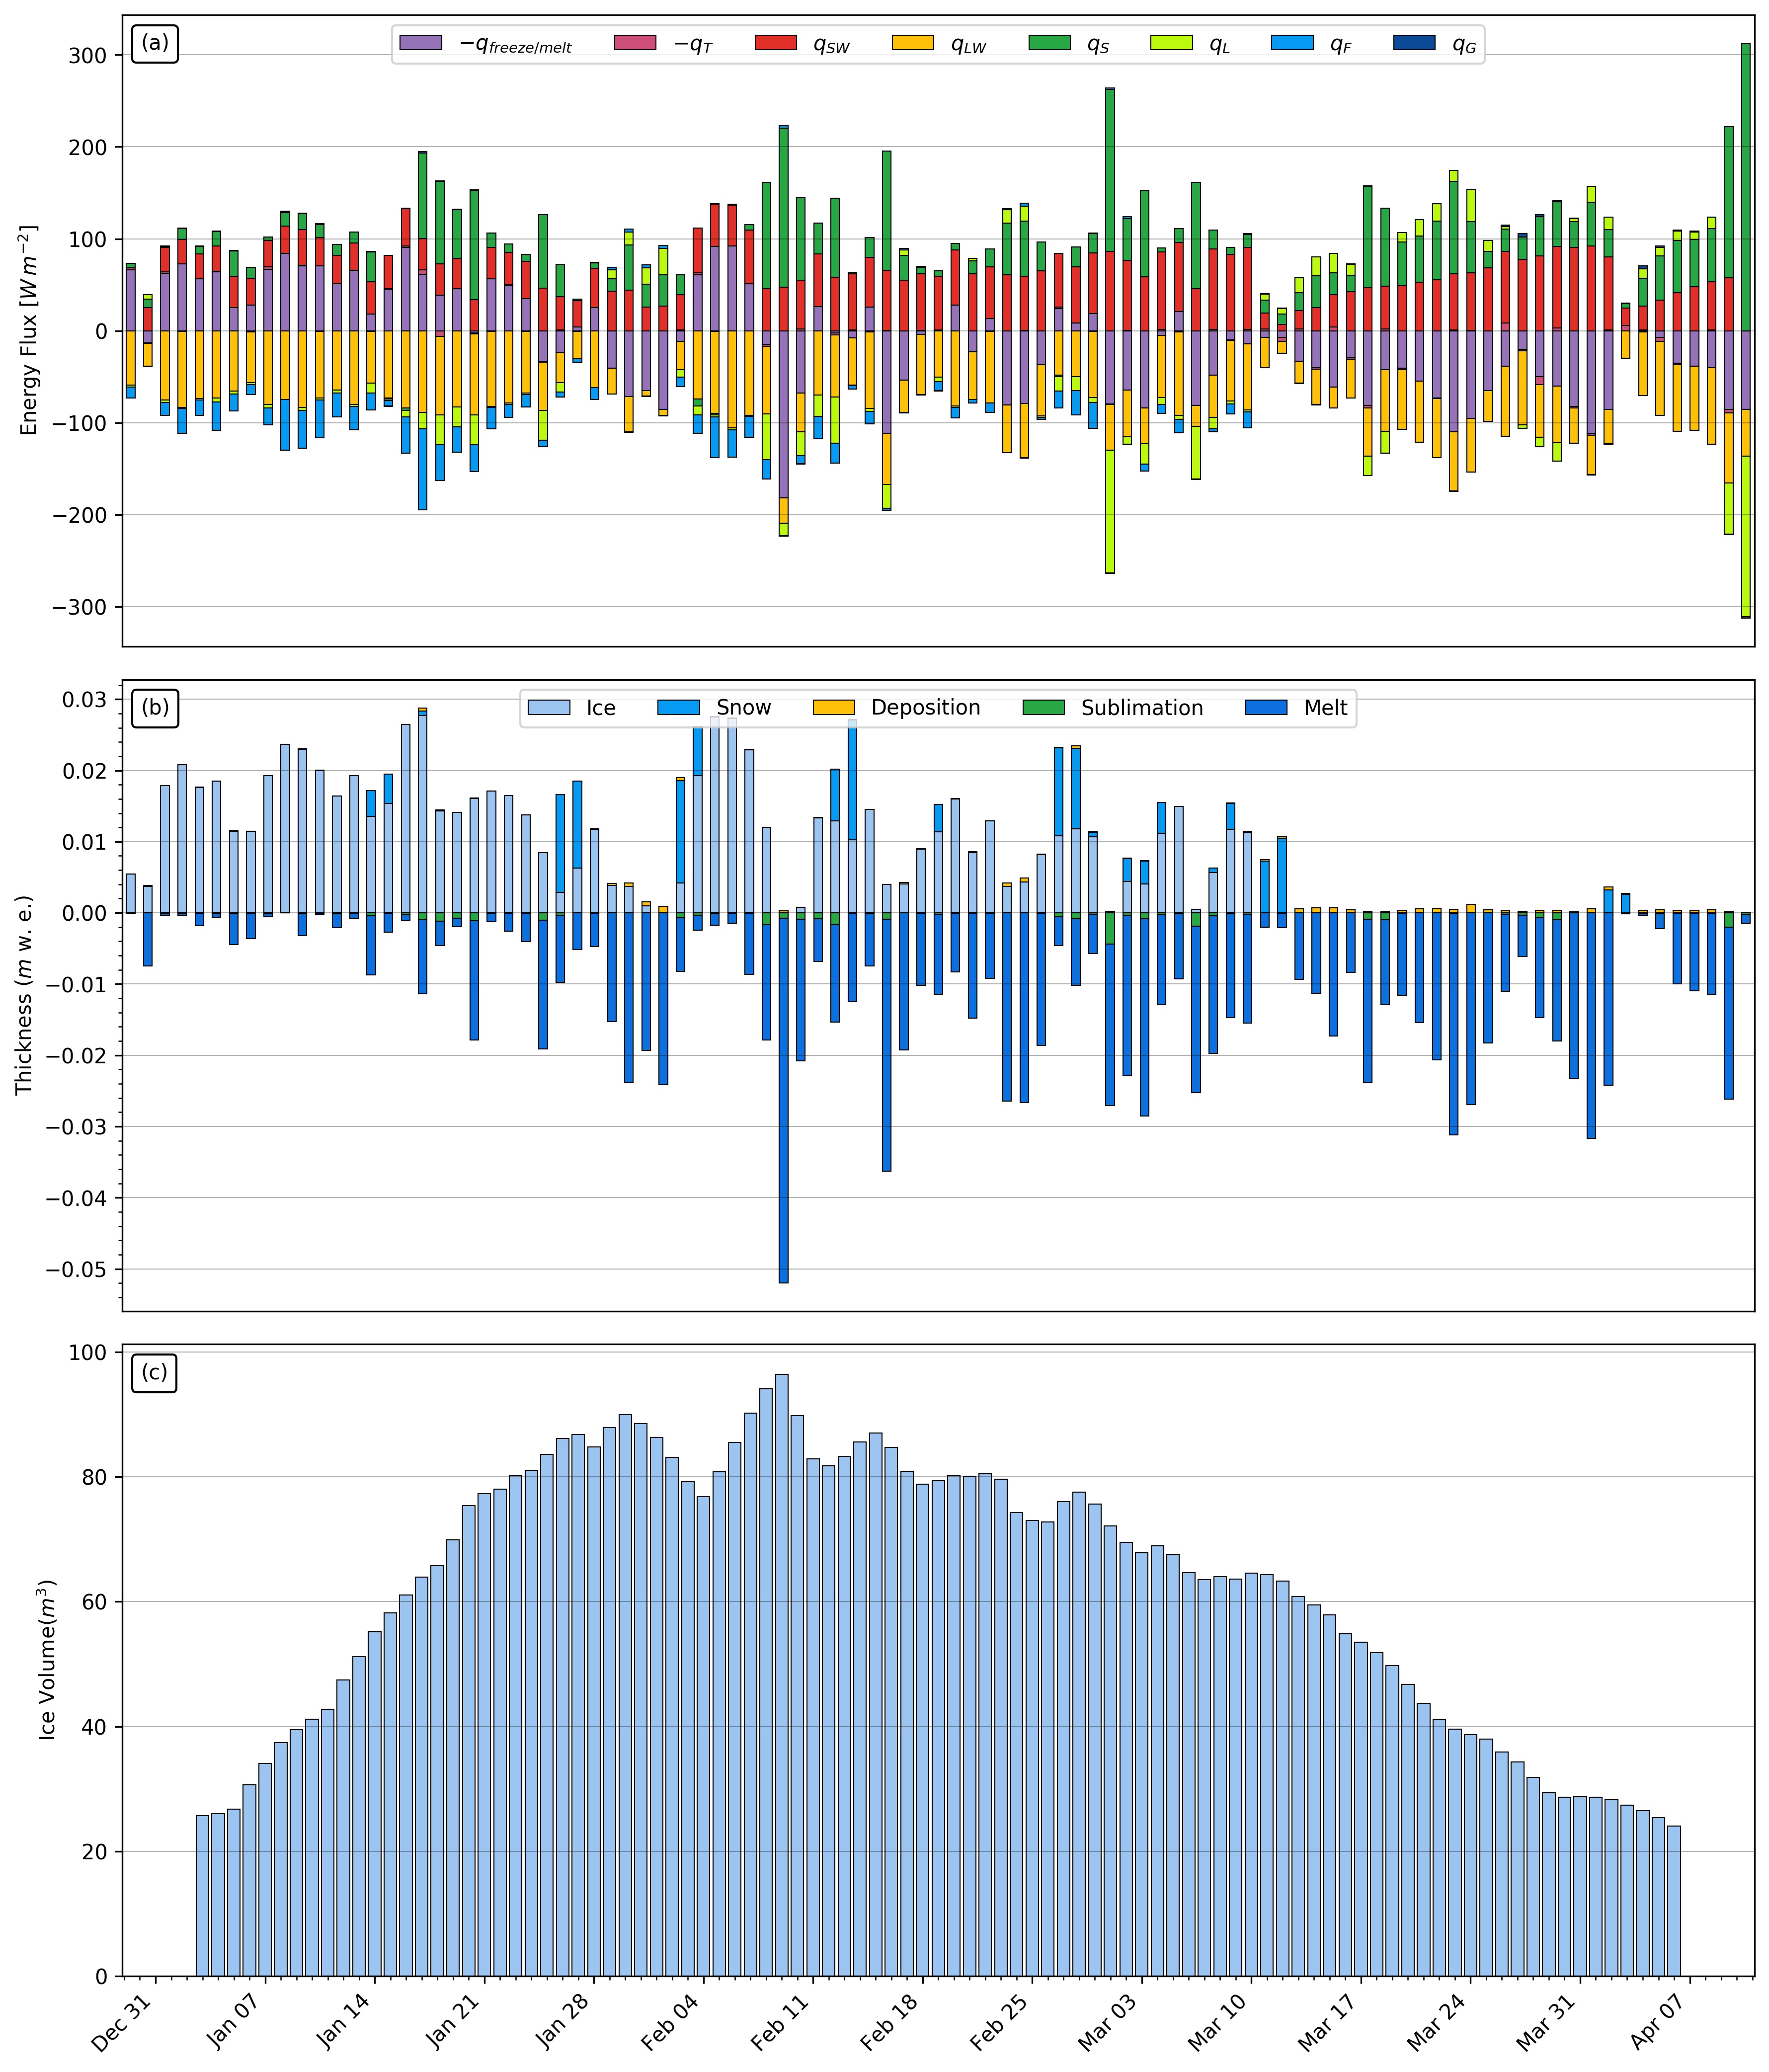 (a)
−q_freeze/melt −q_T q_SW q_LW q_S q_L q_F q_G
Energy Flux [W m⁻²]
300
200
100
0
−100
−200
−300
(b)
Ice Snow Deposition Sublimation Melt
Thickness (m w. e.)
0.03
0.02
0.01
0.00
−0.01
−0.02
−0.03
−0.04
−0.05
(c)
Ice Volume(m³)
100
80
60
40
20
0
Dec 31 Jan 07 Jan 14 Jan 21 Jan 28 Feb 04 Feb 11 Feb 18 Feb 25 Mar 03 Mar 10 Mar 17 Mar 24 Mar 31 Apr 07